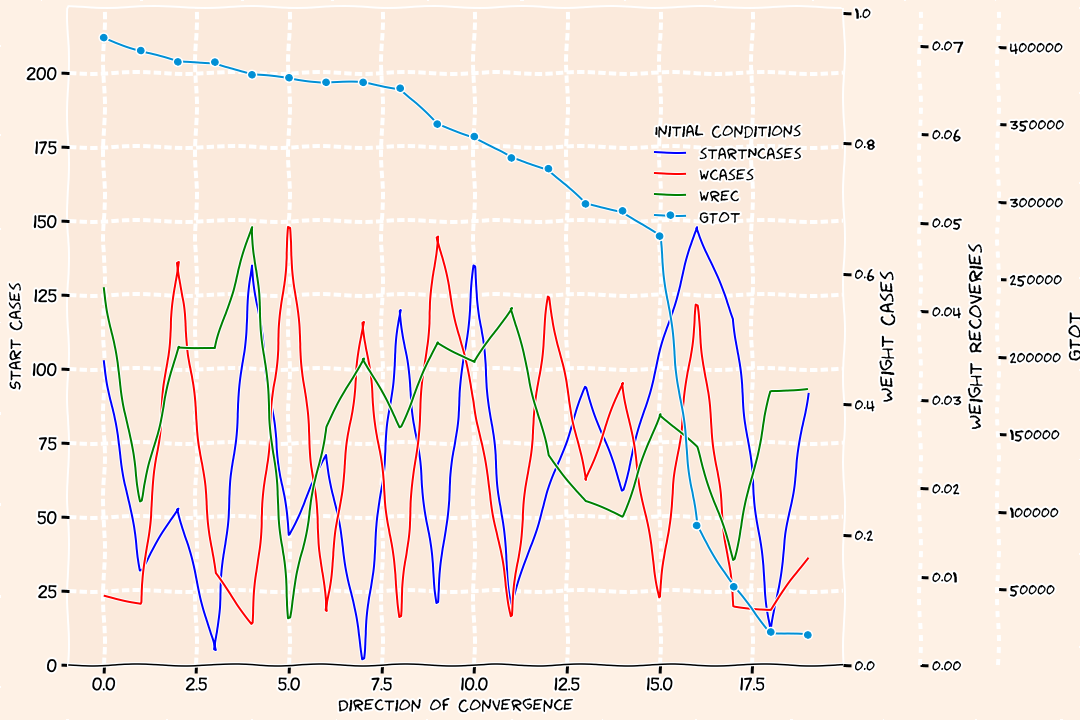 INITIAL CONDITIONS
STARTNCASES
WCASES
WREC
GTOT
START CASES
200
175
150
125
100
75
50
25
0
0.0 2.5 5.0 7.5 10.0 12.5 15.0 17.5
DIRECTION OF CONVERGENCE
1.0
0.8
0.6
0.4
0.2
0.0
WEIGHT CASES
0.07
0.06
0.05
0.04
0.03
0.02
0.01
0.00
WEIGHT RECOVERIES
400000
350000
300000
250000
200000
150000
100000
50000
GTOT